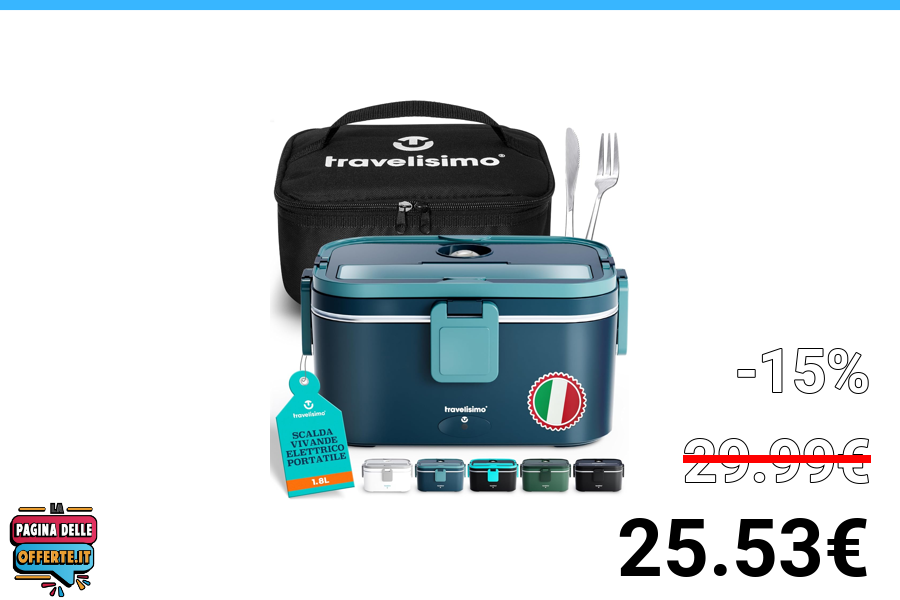 travelisimo®
travelisimo
travelisimo®
SCALDA
VIVANDE
ELETTRICO
PORTATILE
1.8L
-15%
29.99€
25.53€
LA
PAGINA DELLE
OFFERTE.IT